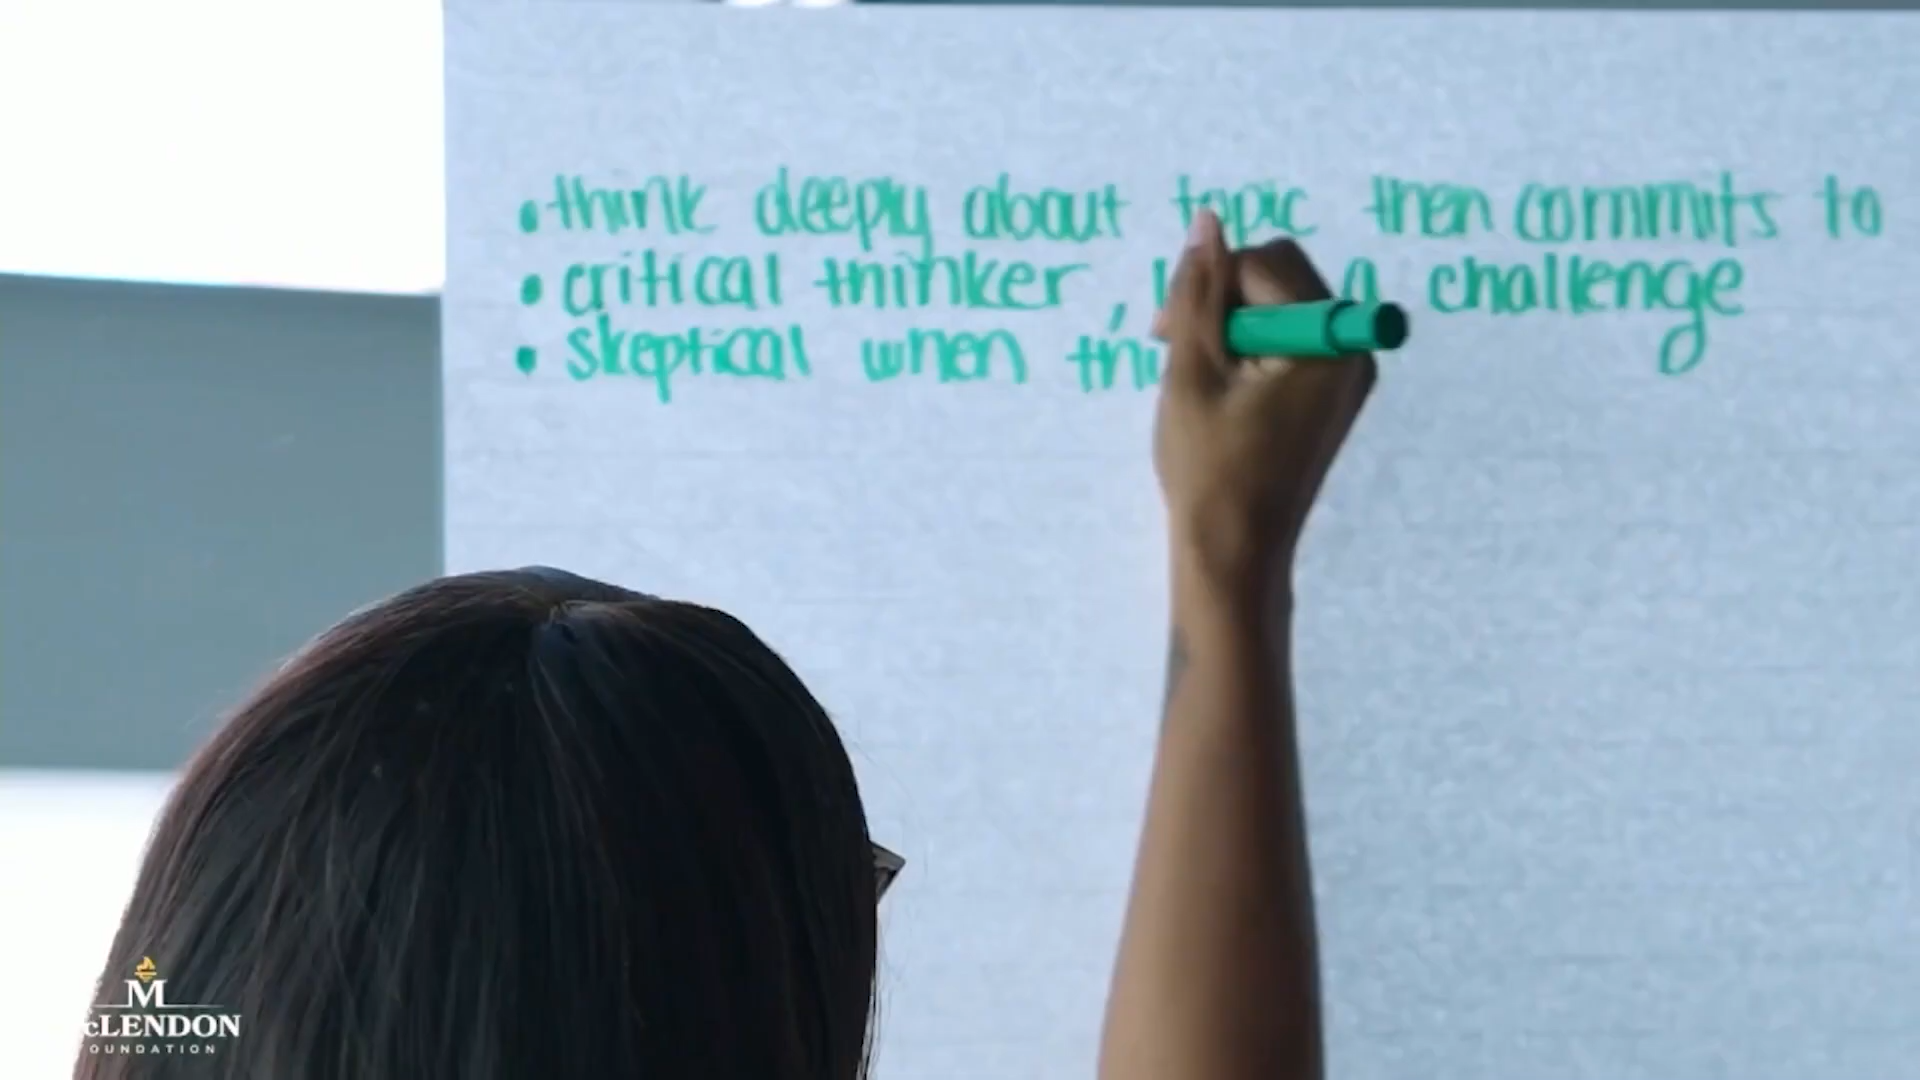 • think deeply about topic then commits to
• critical thinker, a challenge
• skeptical when
M
McLENDON
FOUNDATION